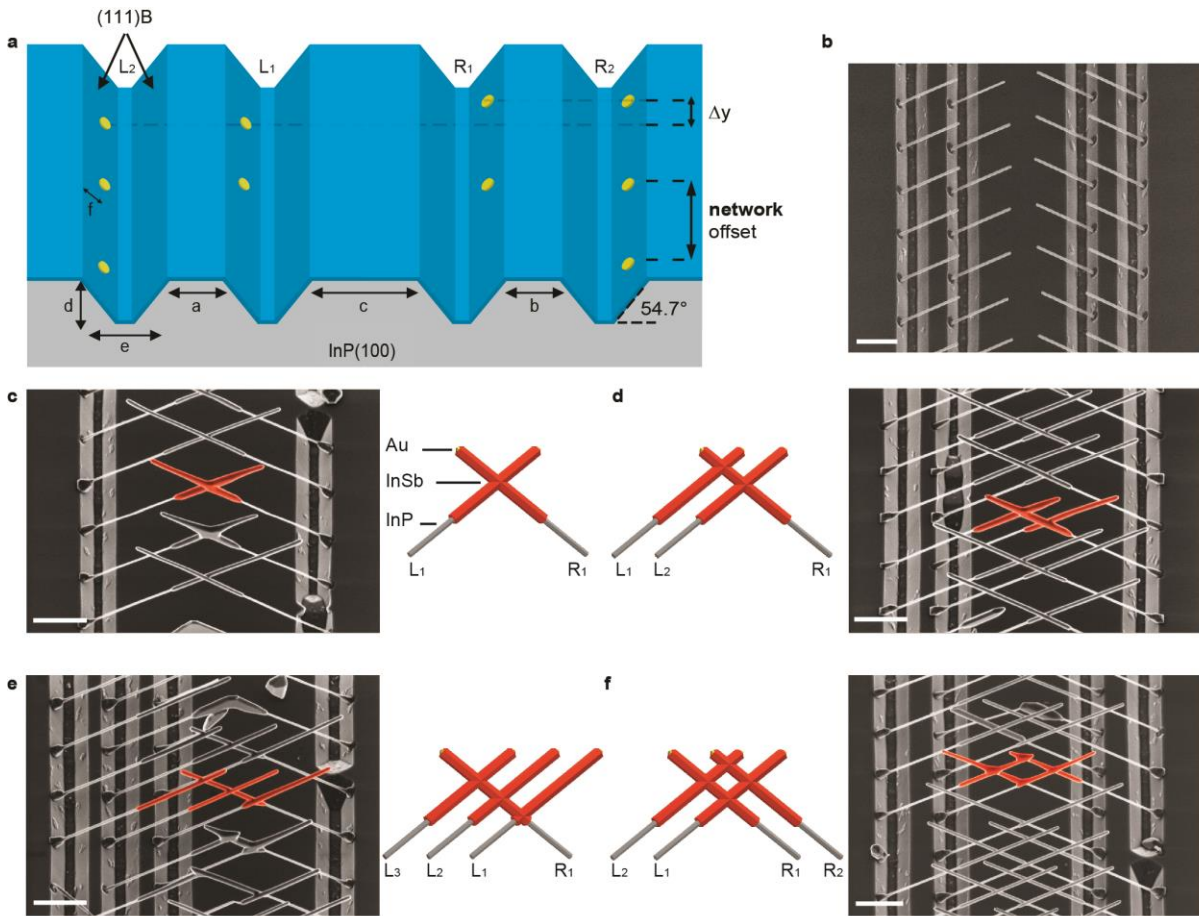 (111)B
a
L2
L1
R1
R2
b
Δy
f
network
offset
d
a
c
b
54.7°
e
InP(100)
c
d
Au
InSb
InP
L1
R1
L1
L2
R1
e
f
L3
L2
L1
R1
L2
L1
R1
R2